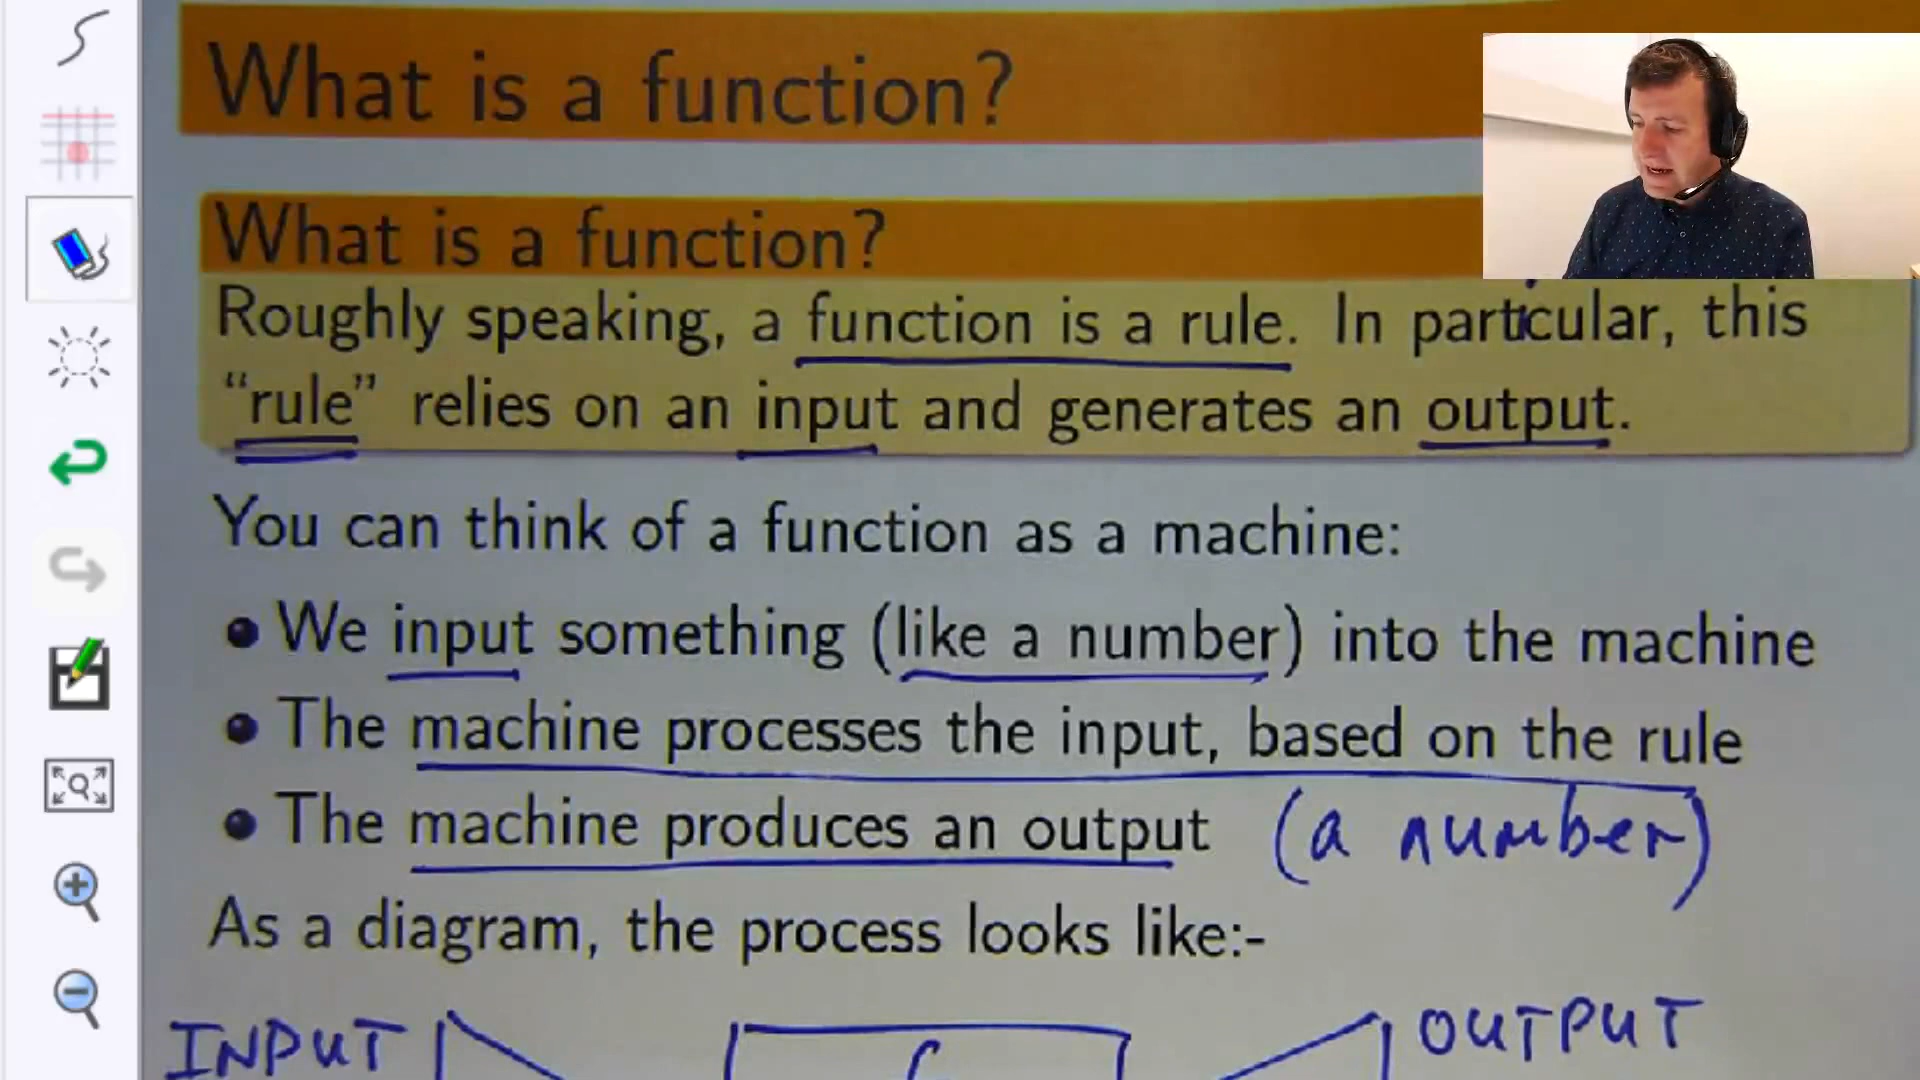 What is a function?
What is a function?
Roughly speaking, a function is a rule. In particular, this
“rule” relies on an input and generates an output.
You can think of a function as a machine:
We input something (like a number) into the machine
The machine processes the input, based on the rule
The machine produces an output (a number)
As a diagram, the process looks like:-
INPUT f OUTPUT